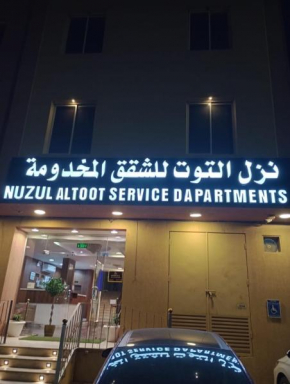 نزل التوت للشقق المخدومة
NUZUL ALTOOT SERVICE DAPARTMENTS